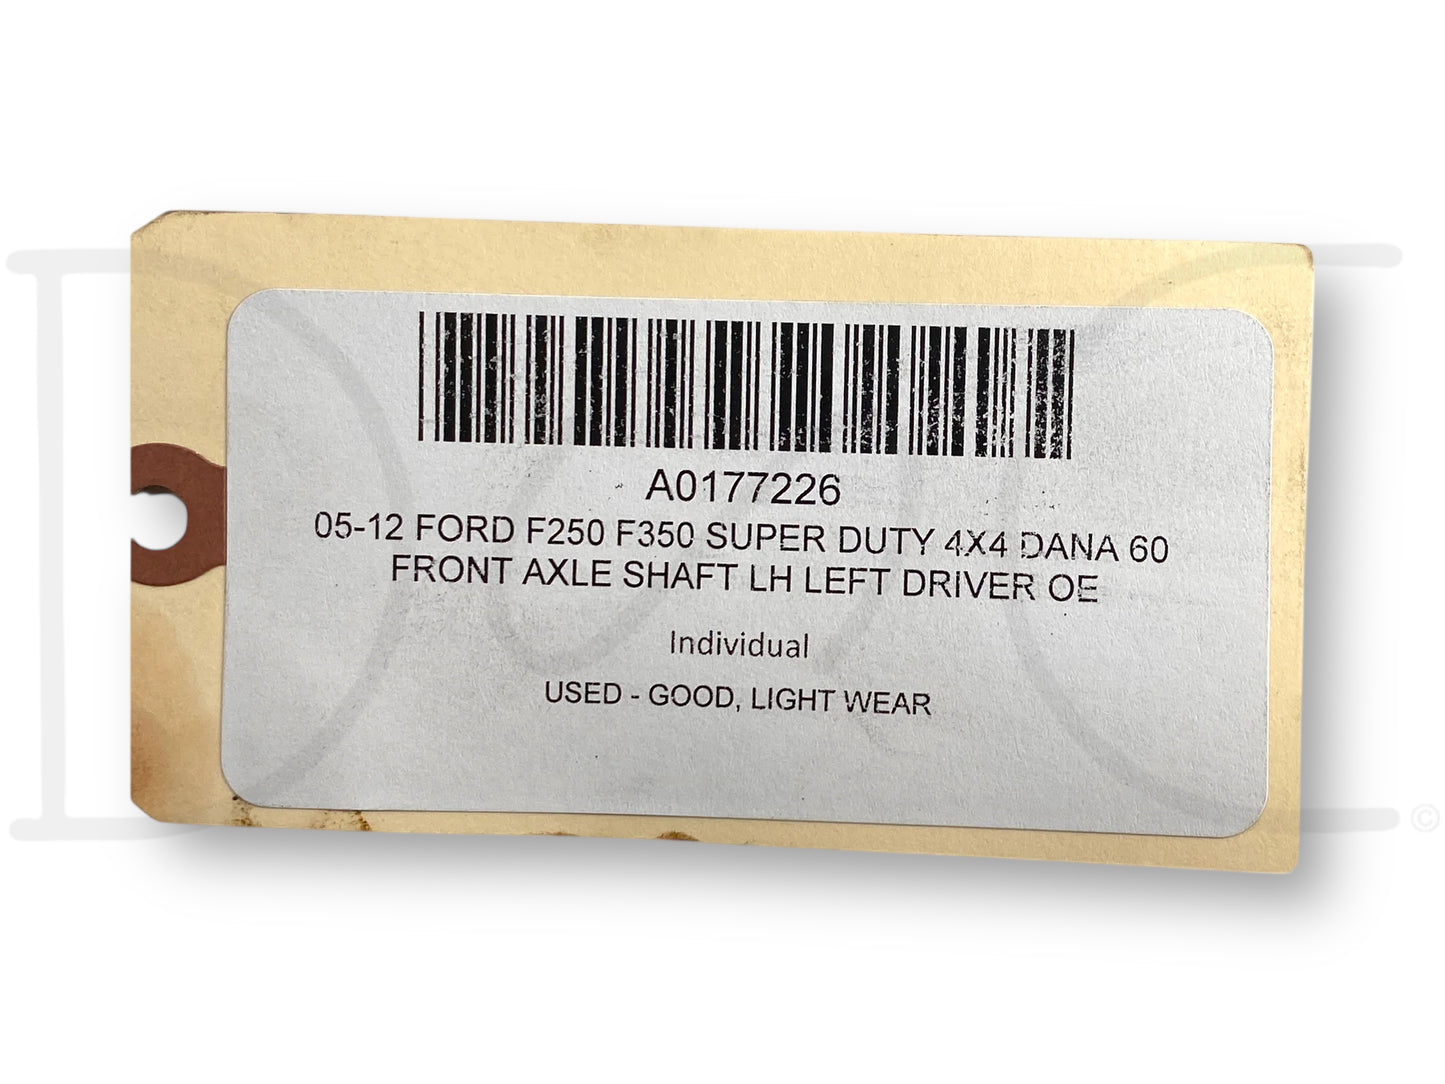 A0177226
05-12 FORD F250 F350 SUPER DUTY 4X4 DANA 60
FRONT AXLE SHAFT LH LEFT DRIVER OE
Individual
USED - GOOD, LIGHT WEAR
©